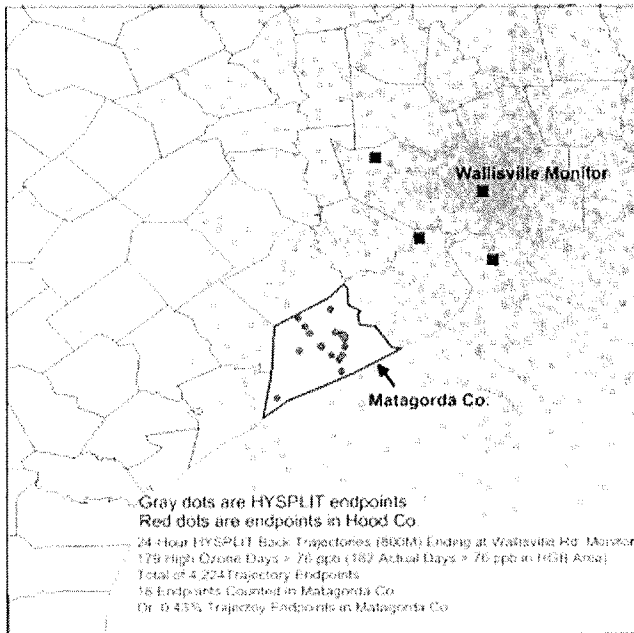 Wallisville Monitor
Matagorda Co.
Gray dots are HYSPLIT endpoints
Red dots are endpoints in Hood Co.
24 Hour HYSPLIT Back Trajectories (800M) Ending at Wallisville Rd. Monitor
179 High Ozone Days > 76 ppb (182 Actual Days > 76 ppb in HGB Area)
Total of 4,224 Trajectory Endpoints
18 Endpoints Counted in Matagorda Co.
Or 0.43% Trajectoy Endpoints in Matagorda Co.